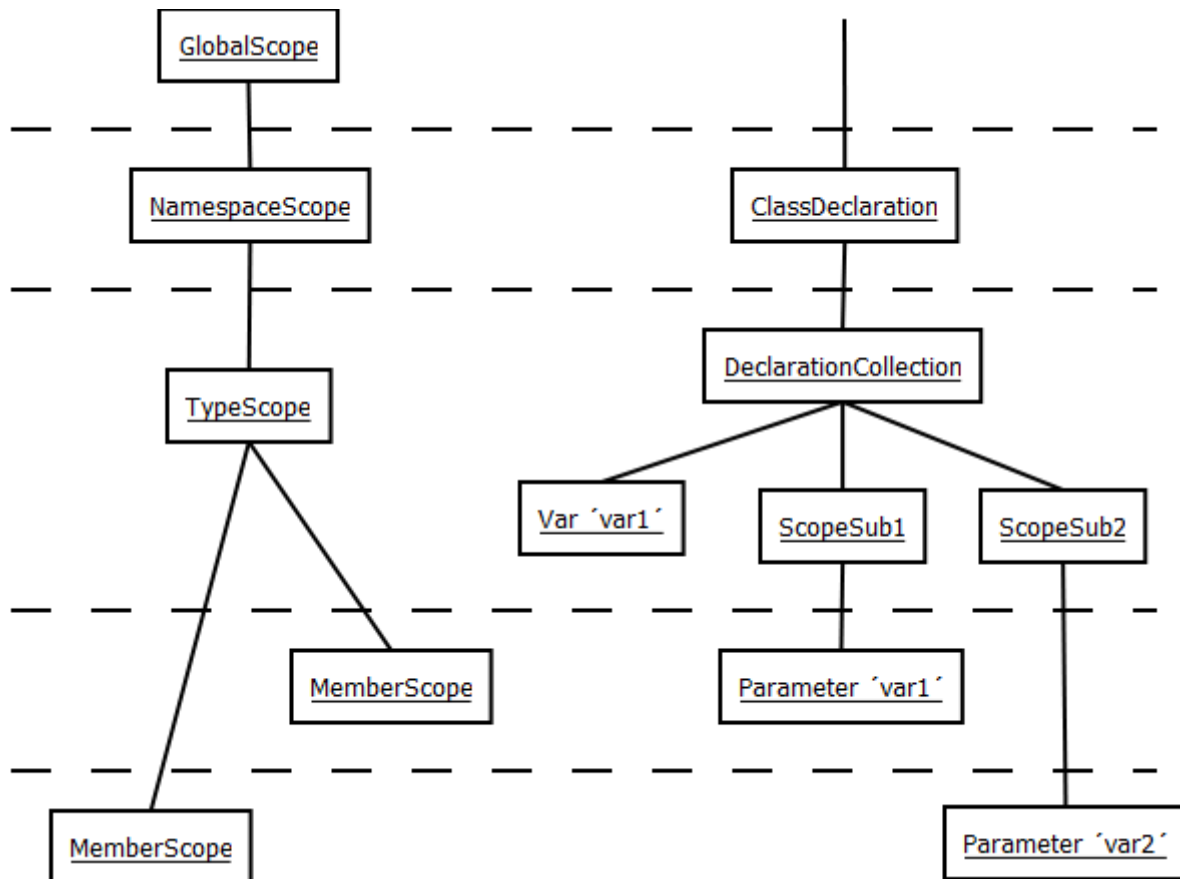 GlobalScope
NamespaceScope
ClassDeclaration
DeclarationCollection
TypeScope
Var ´var1´
ScopeSub1
ScopeSub2
MemberScope
Parameter ´var1´
MemberScope
Parameter ´var2´